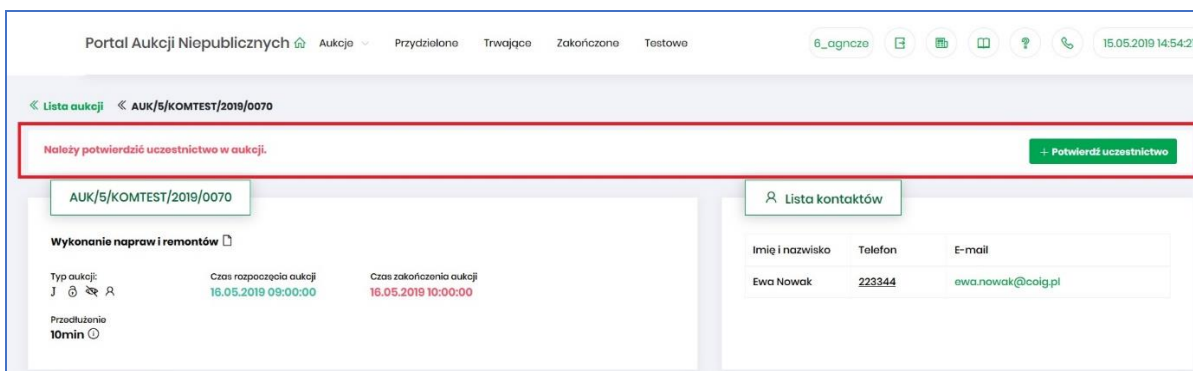 Portal Aukcji Niepublicznych Aukcje Przydzielone Trwające Zakończone Testowe 6_agncze 15.05.2019 14:54:2
Lista aukcji AUK/5/KOMTEST/2019/0070
Należy potwierdzić uczestnictwo w aukcji. + Potwierdź uczestnictwo
AUK/5/KOMTEST/2019/0070
Wykonanie napraw i remontów
Typ aukcji: Czas rozpoczęcia aukcji Czas zakończenia aukcji
J 16.05.2019 09:00:00 16.05.2019 10:00:00
Przedłużenie
10min
Lista kontaktów
Imię i nazwisko Telefon E-mail
Ewa Nowak 223344 ewa.nowak@coig.pl